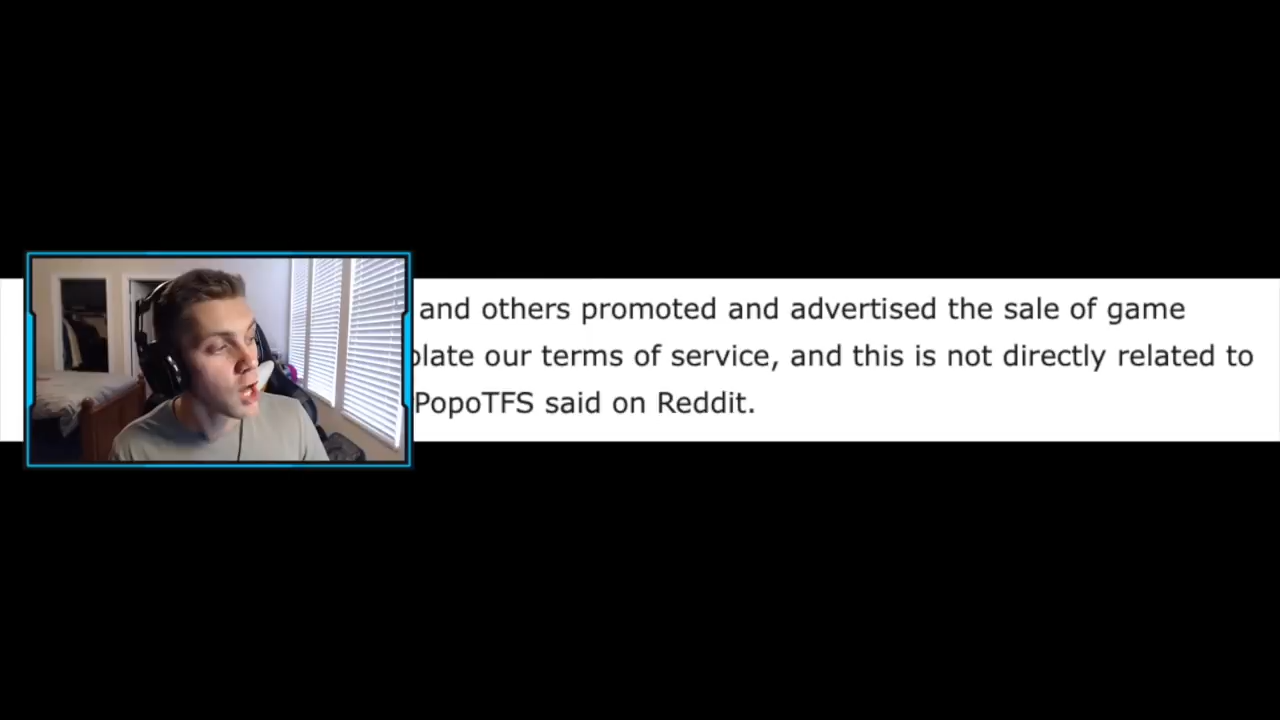 and others promoted and advertised the sale of game
our terms of service, and this is not directly related to
PopoTFS said on Reddit.